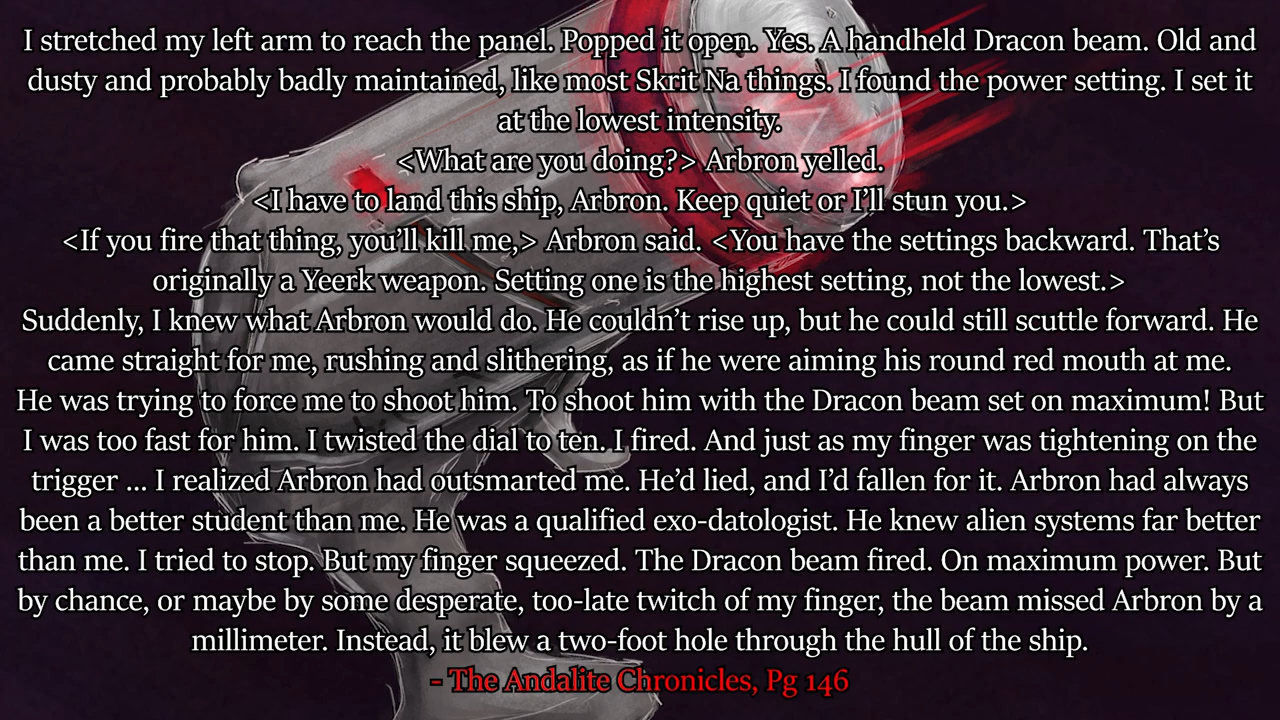 I stretched my left arm to reach the panel. Popped it open. Yes. A handheld Dracon beam. Old and
dusty and probably badly maintained, like most Skrit Na things. I found the power setting. I set it
at the lowest intensity.
<What are you doing?> Arbron yelled.
<I have to land this ship, Arbron. Keep quiet or I’ll stun you.>
<If you fire that thing, you’ll kill me,> Arbron said. <You have the settings backward. That’s
originally a Yeerk weapon. Setting one is the highest setting, not the lowest.>
Suddenly, I knew what Arbron would do. He couldn’t rise up, but he could still scuttle forward. He
came straight for me, rushing and slithering, as if he were aiming his round red mouth at me.
He was trying to force me to shoot him. To shoot him with the Dracon beam set on maximum! But
I was too fast for him. I twisted the dial to ten. I fired. And just as my finger was tightening on the
trigger ... I realized Arbron had outsmarted me. He’d lied, and I’d fallen for it. Arbron had always
been a better student than me. He was a qualified exo-datologist. He knew alien systems far better
than me. I tried to stop. But my finger squeezed. The Dracon beam fired. On maximum power. But
by chance, or maybe by some desperate, too-late twitch of my finger, the beam missed Arbron by a
millimeter. Instead, it blew a two-foot hole through the hull of the ship.
- The Andalite Chronicles, Pg 146